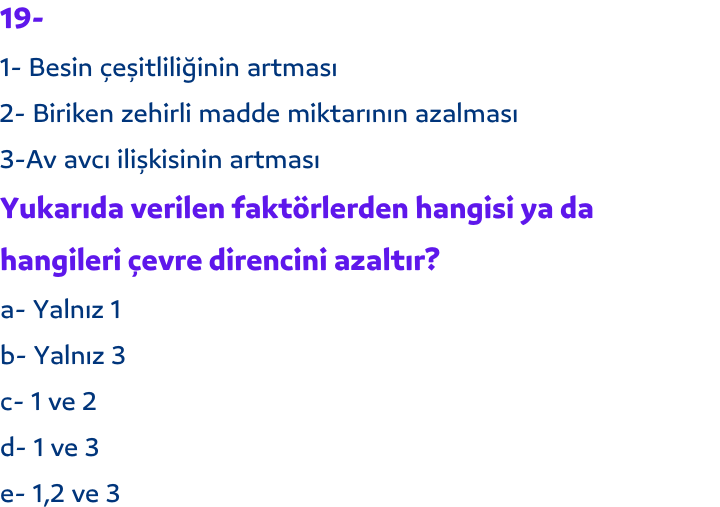 19-
1- Besin çeşitliliğinin artması
2- Biriken zehirli madde miktarının azalması
3-Av avcı ilişkisinin artması
Yukarıda verilen faktörlerden hangisi ya da
hangileri çevre direncini azaltır?
a- Yalnız 1
b- Yalnız 3
c- 1 ve 2
d- 1 ve 3
e- 1,2 ve 3